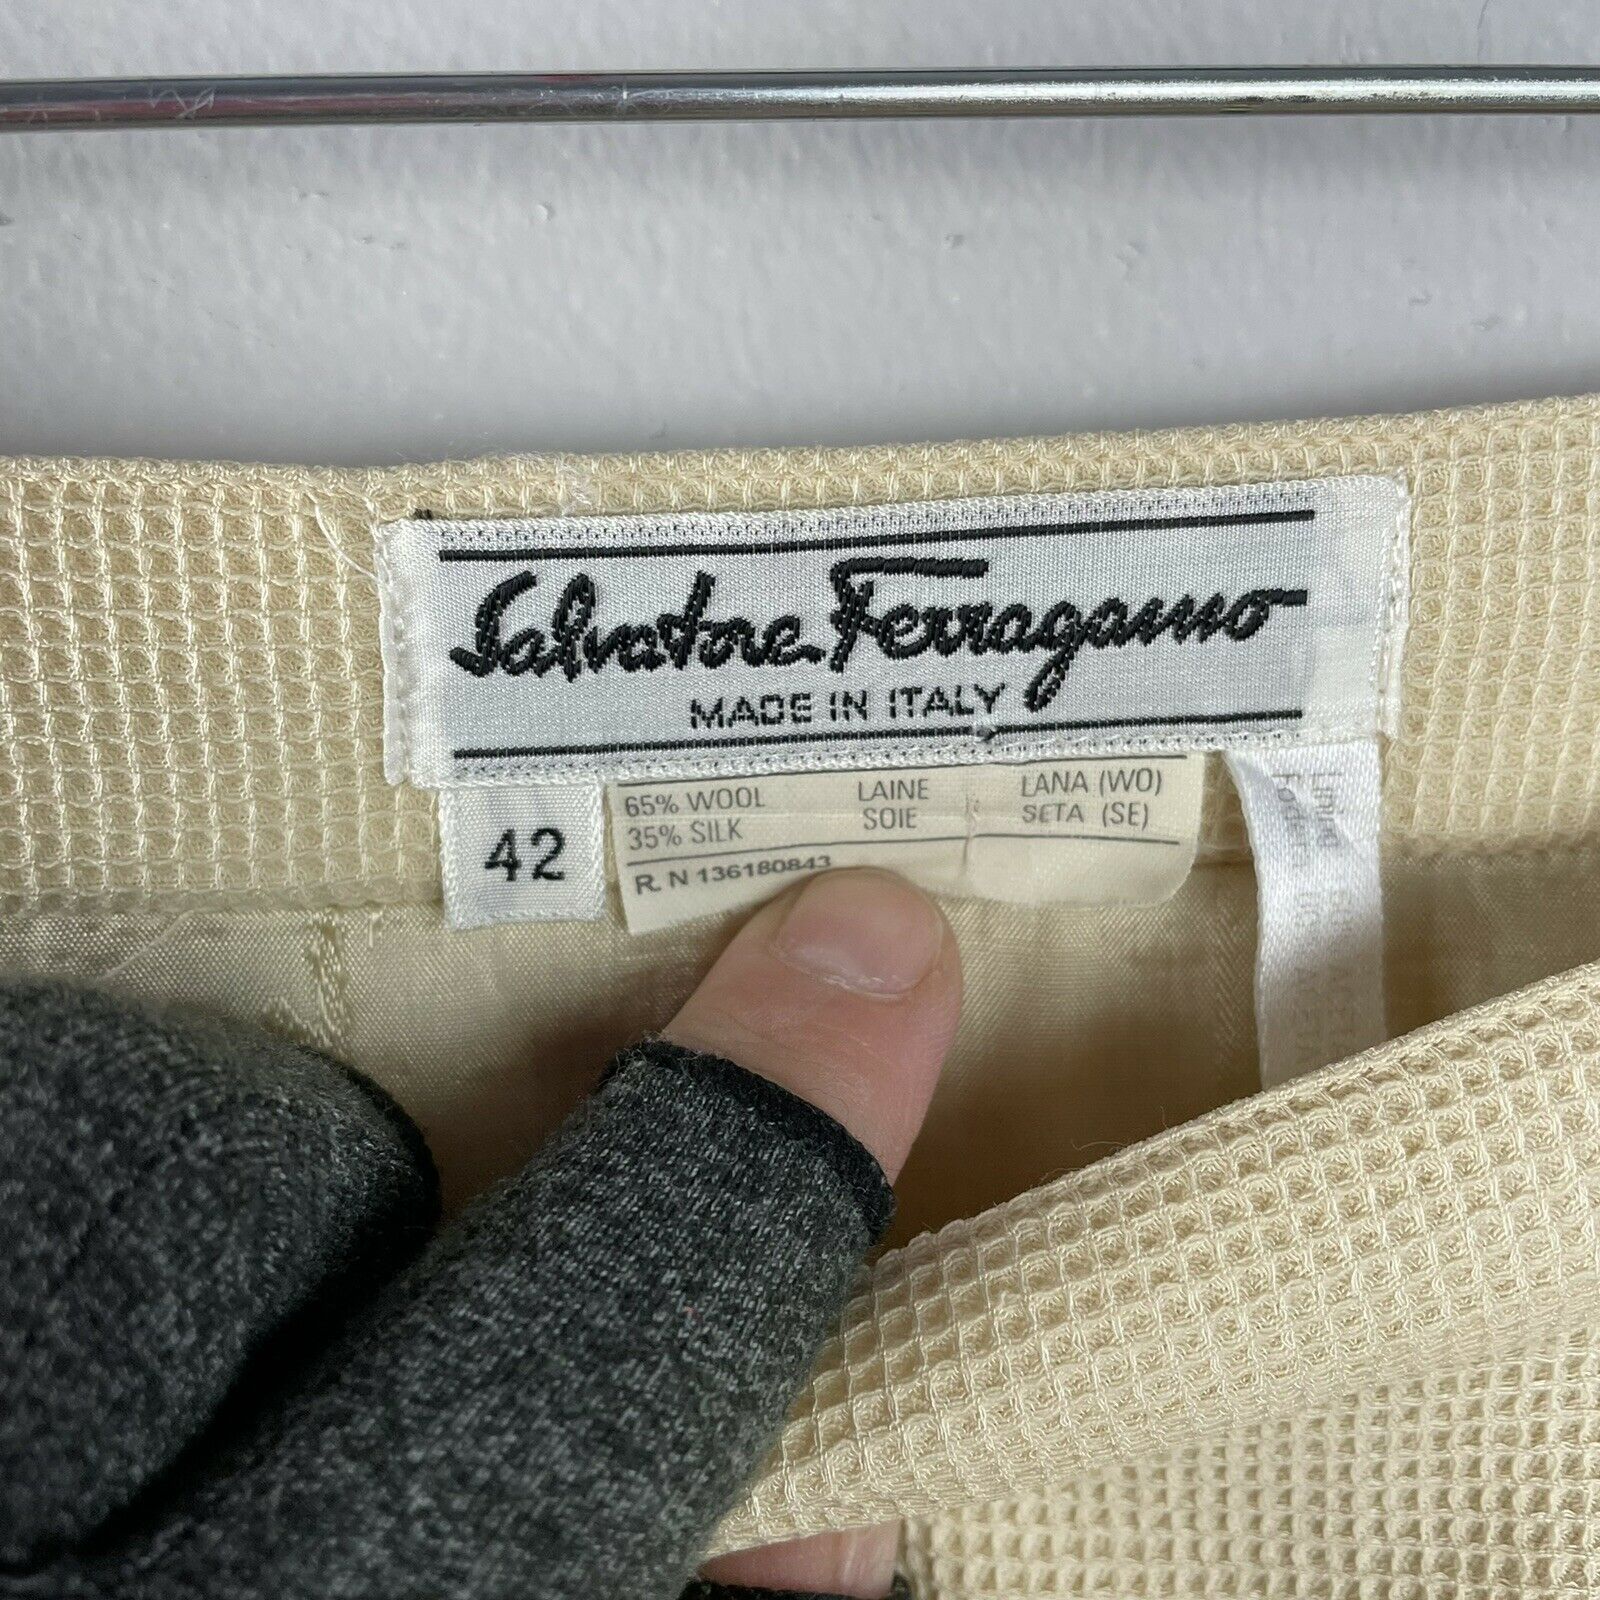 Salvatore Ferragamo
MADE IN ITALY
42
65% WOOL LAINE LANA (WO)
35% SILK SOIE SETA (SE)
R. N 136180843